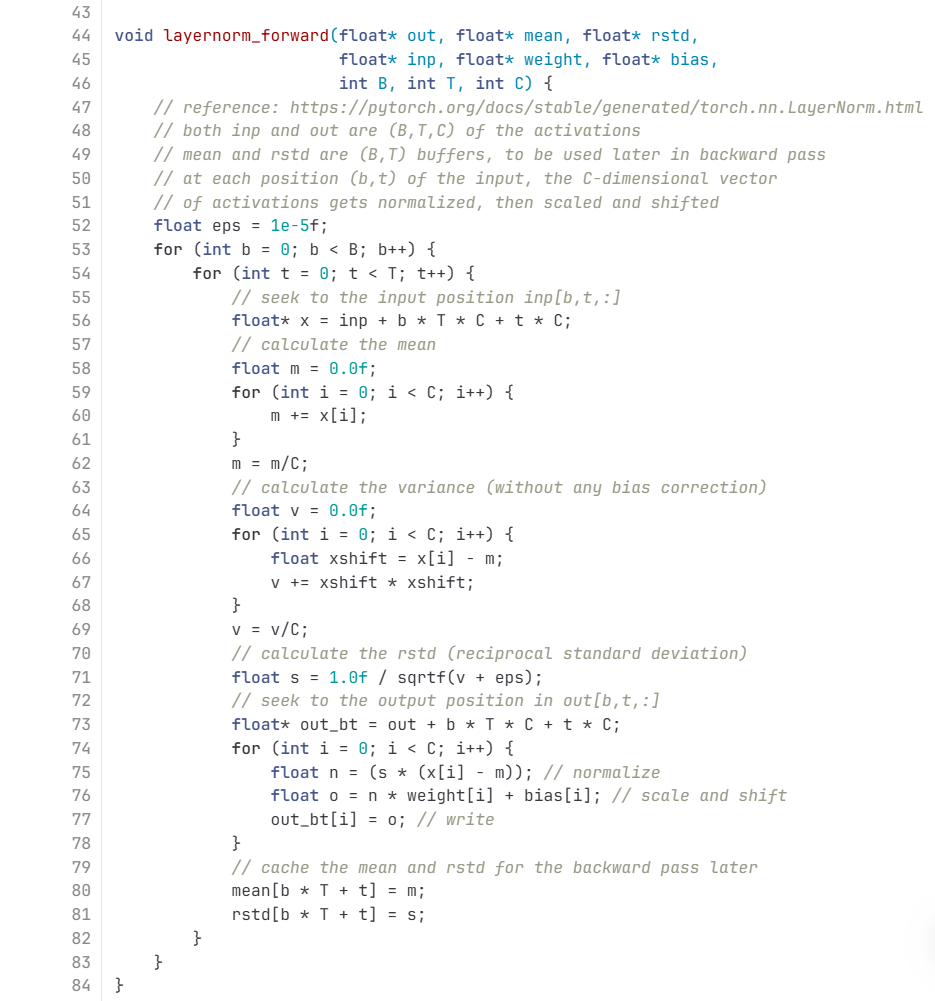 43
44 void layernorm_forward(float* out, float* mean, float* rstd,
45                        float* inp, float* weight, float* bias,
46                        int B, int T, int C) {
47     // reference: https://pytorch.org/docs/stable/generated/torch.nn.LayerNorm.html
48     // both inp and out are (B,T,C) of the activations
49     // mean and rstd are (B,T) buffers, to be used later in backward pass
50     // at each position (b,t) of the input, the C-dimensional vector
51     // of activations gets normalized, then scaled and shifted
52     float eps = 1e-5f;
53     for (int b = 0; b < B; b++) {
54         for (int t = 0; t < T; t++) {
55             // seek to the input position inp[b,t,:]
56             float* x = inp + b * T * C + t * C;
57             // calculate the mean
58             float m = 0.0f;
59             for (int i = 0; i < C; i++) {
60                 m += x[i];
61             }
62             m = m/C;
63             // calculate the variance (without any bias correction)
64             float v = 0.0f;
65             for (int i = 0; i < C; i++) {
66                 float xshift = x[i] - m;
67                 v += xshift * xshift;
68             }
69             v = v/C;
70             // calculate the rstd (reciprocal standard deviation)
71             float s = 1.0f / sqrtf(v + eps);
72             // seek to the output position in out[b,t,:]
73             float* out_bt = out + b * T * C + t * C;
74             for (int i = 0; i < C; i++) {
75                 float n = (s * (x[i] - m)); // normalize
76                 float o = n * weight[i] + bias[i]; // scale and shift
77                 out_bt[i] = o; // write
78             }
79             // cache the mean and rstd for the backward pass later
80             mean[b * T + t] = m;
81             rstd[b * T + t] = s;
82         }
83     }
84 }